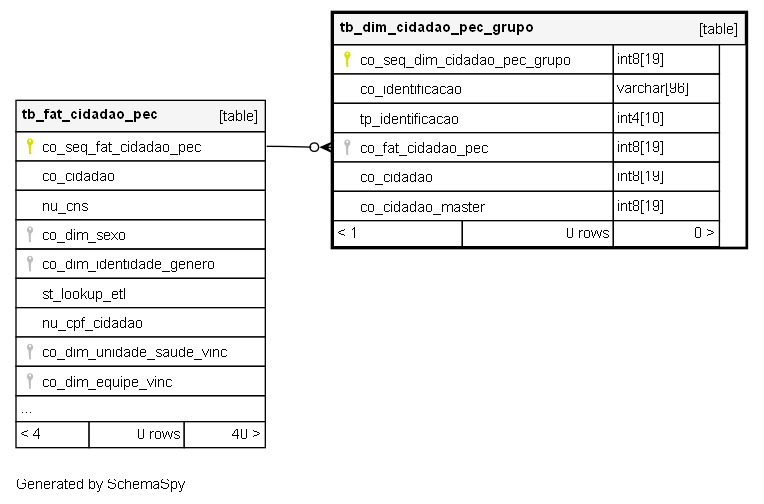 tb_dim_cidadao_pec_grupo [table]
co_seq_dim_cidadao_pec_grupo int8[19]
co_identificacao varchar[96]
tp_identificacao int4[10]
co_fat_cidadao_pec int8[19]
co_cidadao int8[19]
co_cidadao_master int8[19]
< 1 0 rows 0 >
tb_fat_cidadao_pec [table]
co_seq_fat_cidadao_pec
co_cidadao
nu_cns
co_dim_sexo
co_dim_identidade_genero
st_lookup_etl
nu_cpf_cidadao
co_dim_unidade_saude_vinc
co_dim_equipe_vinc
...
< 4 0 rows 40 >
Generated by SchemaSpy